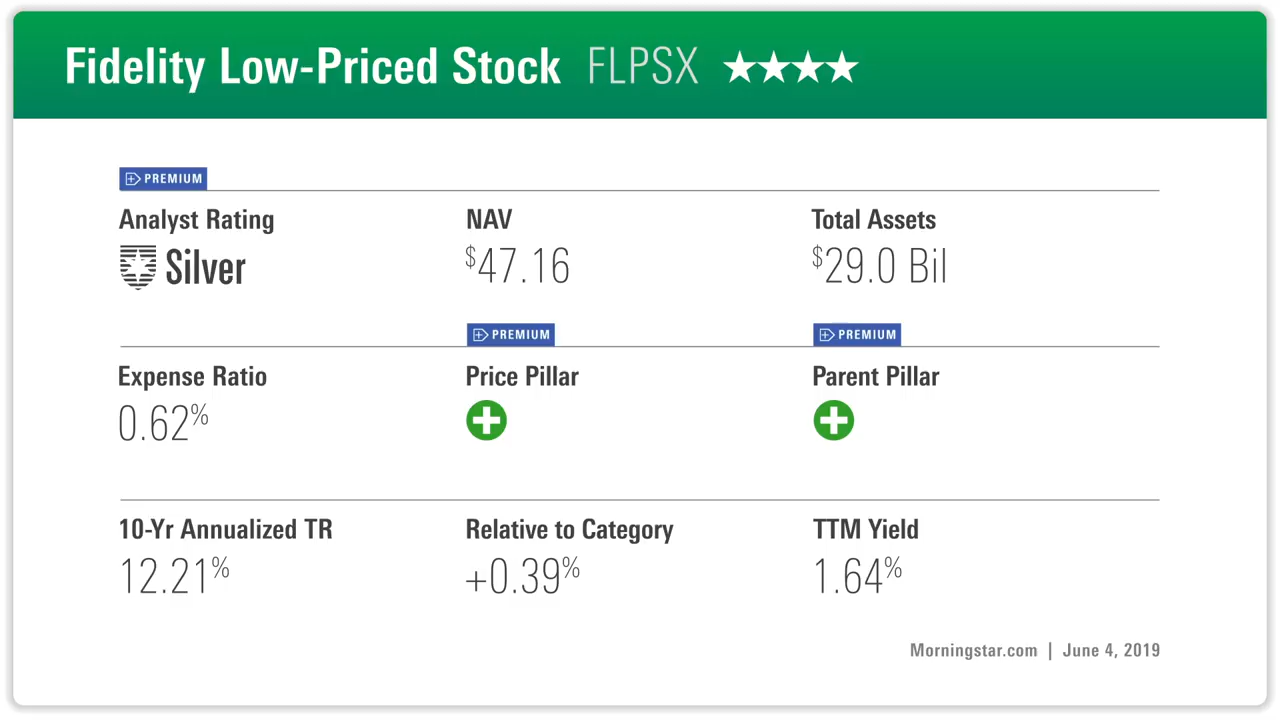 Fidelity Low-Priced Stock FLPSX ★★★★
PREMIUM
Analyst Rating NAV Total Assets
Silver $47.16 $29.0 Bil
PREMIUM PREMIUM
Expense Ratio Price Pillar Parent Pillar
0.62%
10-Yr Annualized TR Relative to Category TTM Yield
12.21% +0.39% 1.64%
Morningstar.com | June 4, 2019